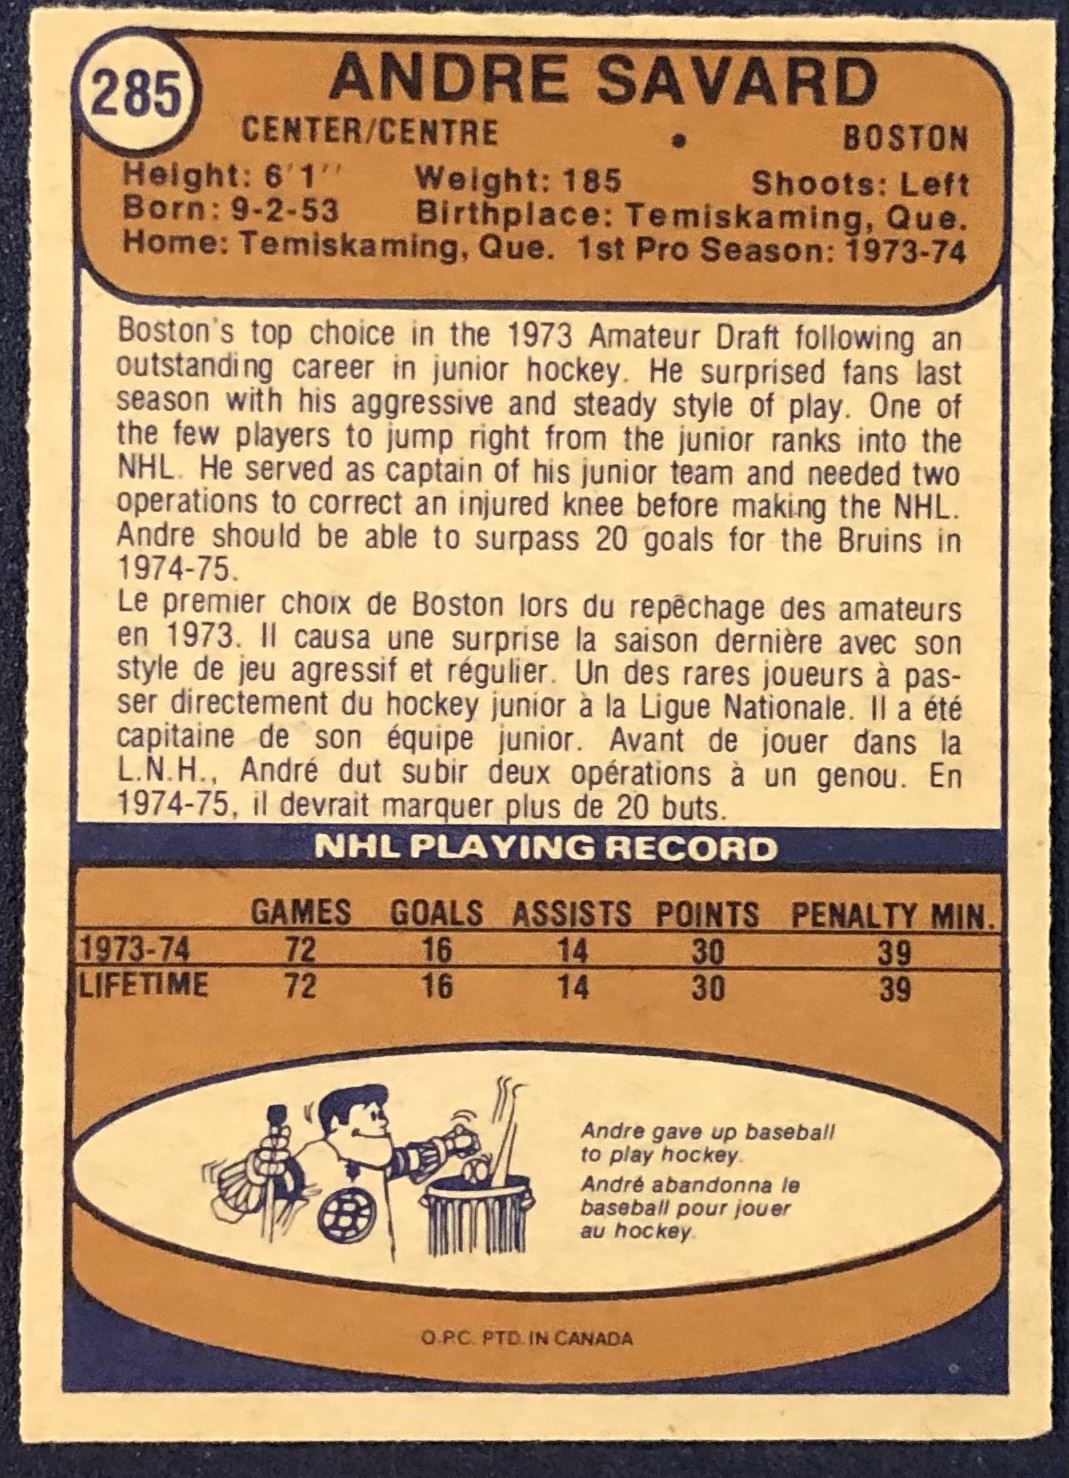 285
ANDRE SAVARD
CENTER/CENTRE • BOSTON
Height: 6'1'' Weight: 185 Shoots: Left
Born: 9-2-53 Birthplace: Temiskaming, Que.
Home: Temiskaming, Que. 1st Pro Season: 1973-74
Boston's top choice in the 1973 Amateur Draft following an
outstanding career in junior hockey. He surprised fans last
season with his aggressive and steady style of play. One of
the few players to jump right from the junior ranks into the
NHL. He served as captain of his junior team and needed two
operations to correct an injured knee before making the NHL.
Andre should be able to surpass 20 goals for the Bruins in
1974-75.
Le premier choix de Boston lors du repêchage des amateurs
en 1973. Il causa une surprise la saison dernière avec son
style de jeu agressif et régulier. Un des rares joueurs à pas-
ser directement du hockey junior à la Ligue Nationale. Il a été
capitaine de son équipe junior. Avant de jouer dans la
L.N.H., André dut subir deux opérations à un genou. En
1974-75, il devrait marquer plus de 20 buts.
NHL PLAYING RECORD
GAMES GOALS ASSISTS POINTS PENALTY MIN.
1973-74 72 16 14 30 39
LIFETIME 72 16 14 30 39
Andre gave up baseball
to play hockey.
André abandonna le
baseball pour jouer
au hockey.
O.P.C. PTD. IN CANADA